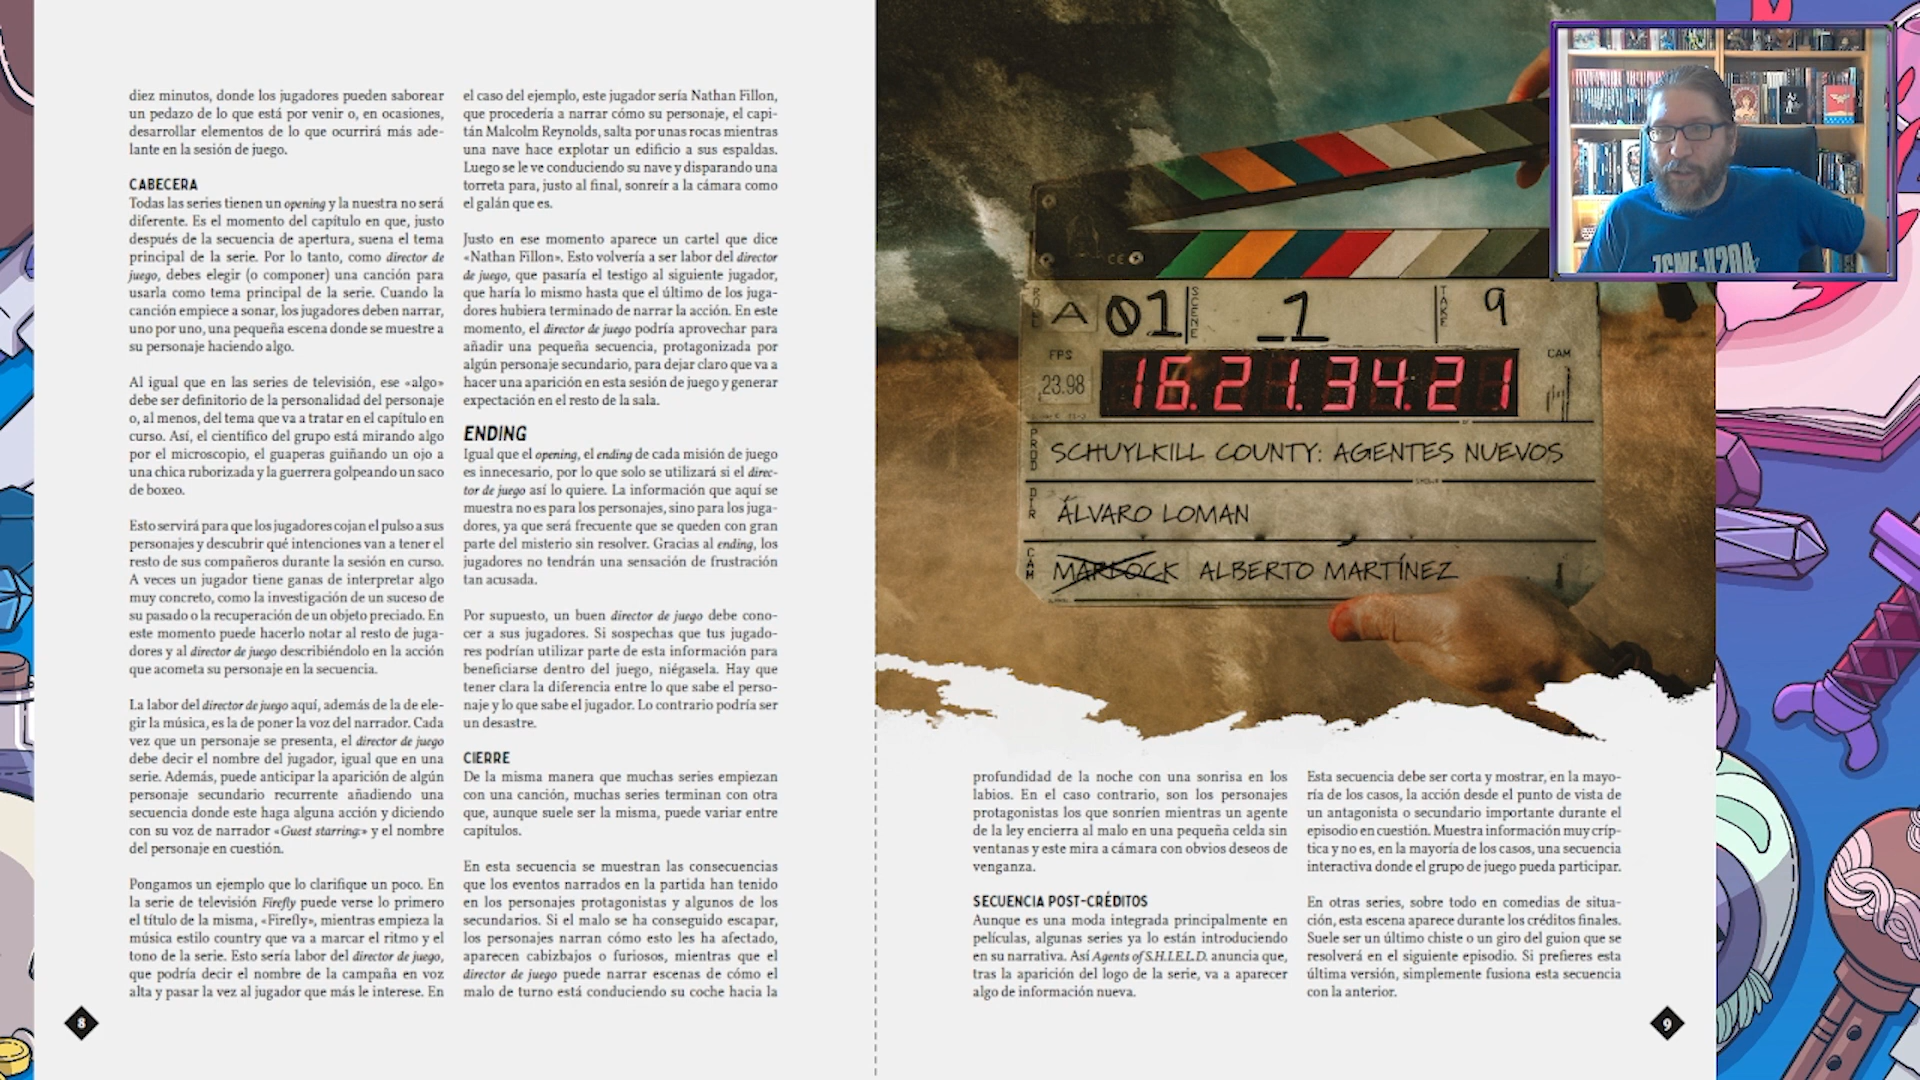 diez minutos, donde los jugadores pueden saborear
un pedazo de lo que está por venir o, en ocasiones,
desarrollar elementos de lo que ocurrirá más ade-
lante en la sesión de juego.
CABECERA
Todas las series tienen un opening y la nuestra no será
diferente. Es el momento del capítulo en que, justo
después de la secuencia de apertura, suena el tema
principal de la serie. Por lo tanto, como director de
juego, debes elegir (o componer) una canción para
usarla como tema principal de la serie. Cuando la
canción empiece a sonar, los jugadores deben narrar,
uno por uno, una pequeña escena donde se muestre a
su personaje haciendo algo.
Al igual que en las series de televisión, ese «algo»
debe ser definitorio de la personalidad del personaje
o, al menos, del tema que va a tratar en el capítulo en
curso. Así, el científico del grupo está mirando algo
por el microscopio, el guaperas guiñando un ojo a
una chica ruborizada y la guerrera golpeando un saco
de boxeo.
Esto servirá para que los jugadores cojan el pulso a sus
personajes y descubrir qué intenciones van a tener el
resto de sus compañeros durante la sesión en curso.
A veces un jugador tiene ganas de interpretar algo
muy concreto, como la investigación de un suceso de
su pasado o la recuperación de un objeto preciado. En
este momento puede hacerlo notar al resto de juga-
dores y al director de juego describiéndolo en la acción
que acometa su personaje en la secuencia.
La labor del director de juego aquí, además de la de ele-
gir la música, es la de poner la voz del narrador. Cada
vez que un personaje se presenta, el director de juego
debe decir el nombre del jugador, igual que en una
serie. Además, puede anticipar la aparición de algún
personaje secundario recurrente añadiendo una
secuencia donde este haga alguna acción y diciendo
con su voz de narrador «Guest starring:» y el nombre
del personaje en cuestión.
Pongamos un ejemplo que lo clarifique un poco. En
la serie de televisión Firefly puede verse lo primero
el título de la misma, «Firefly», mientras empieza la
música estilo country que va a marcar el ritmo y el
tono de la serie. Esto sería labor del director de juego,
que podría decir el nombre de la campaña en voz
alta y pasar la vez al jugador que más le interese. En
8
el caso del ejemplo, este jugador sería Nathan Fillon,
que procedería a narrar cómo su personaje, el capi-
tán Malcolm Reynolds, salta por unas rocas mientras
una nave hace explotar un edificio a sus espaldas.
Luego se le ve conduciendo su nave y disparando una
torreta para, justo al final, sonreír a la cámara como
el galán que es.
Justo en ese momento aparece un cartel que dice
«Nathan Fillon». Esto volvería a ser labor del director
de juego, que pasaría el testigo al siguiente jugador,
que haría lo mismo hasta que el último de los juga-
dores hubiera terminado de narrar la acción. En este
momento, el director de juego podría aprovechar para
añadir una pequeña secuencia, protagonizada por
algún personaje secundario, para dejar claro que va a
hacer una aparición en esta sesión de juego y generar
expectación en el resto de la sala.
ENDING
Igual que el opening, el ending de cada misión de juego
es innecesario, por lo que solo se utilizará si el direc-
tor de juego así lo quiere. La información que aquí se
muestra no es para los personajes, sino para los juga-
dores, ya que será frecuente que se queden con gran
parte del misterio sin resolver. Gracias al ending, los
jugadores no tendrán una sensación de frustración
tan acusada.
Por supuesto, un buen director de juego debe cono-
cer a sus jugadores. Si sospechas que tus jugado-
res podrían utilizar parte de esta información para
beneficiarse dentro del juego, niégasela. Hay que
tener clara la diferencia entre lo que sabe el perso-
naje y lo que sabe el jugador. Lo contrario podría ser
un desastre.
CIERRE
De la misma manera que muchas series empiezan
con una canción, muchas series terminan con otra
que, aunque suele ser la misma, puede variar entre
capítulos.
En esta secuencia se muestran las consecuencias
que los eventos narrados en la partida han tenido
en los personajes protagonistas y algunos de los
secundarios. Si el malo se ha conseguido escapar,
los personajes narran cómo esto les ha afectado,
aparecen cabizbajos o furiosos, mientras que el
director de juego puede narrar escenas de cómo el
malo de turno está conduciendo su coche hacia la
CE
A 01 SCENE 1 TAKE 9
FPS
23.98
16.21.34.21
CAM
PROD
SCHUYLKILL COUNTY: AGENTES NUEVOS
DIR
ÁLVARO LOMAN
CAM
MARLOCK ALBERTO MARTÍNEZ
profundidad de la noche con una sonrisa en los
labios. En el caso contrario, son los personajes
protagonistas los que sonríen mientras un agente
de la ley encierra al malo en una pequeña celda sin
ventanas y este mira a cámara con obvios deseos de
venganza.
SECUENCIA POST-CRÉDITOS
Aunque es una moda integrada principalmente en
películas, algunas series ya lo están introduciendo
en su narrativa. Así Agents of S.H.I.E.L.D. anuncia que,
tras la aparición del logo de la serie, va a aparecer
algo de información nueva.
Esta secuencia debe ser corta y mostrar, en la mayo-
ría de los casos, la acción desde el punto de vista de
un antagonista o secundario importante durante el
episodio en cuestión. Muestra información muy críp-
tica y no es, en la mayoría de los casos, una secuencia
interactiva donde el grupo de juego pueda participar.
En otras series, sobre todo en comedias de situa-
ción, esta escena aparece durante los créditos finales.
Suele ser un último chiste o un giro del guion que se
resolverá en el siguiente episodio. Si prefieres esta
última versión, simplemente fusiona esta secuencia
con la anterior.
9